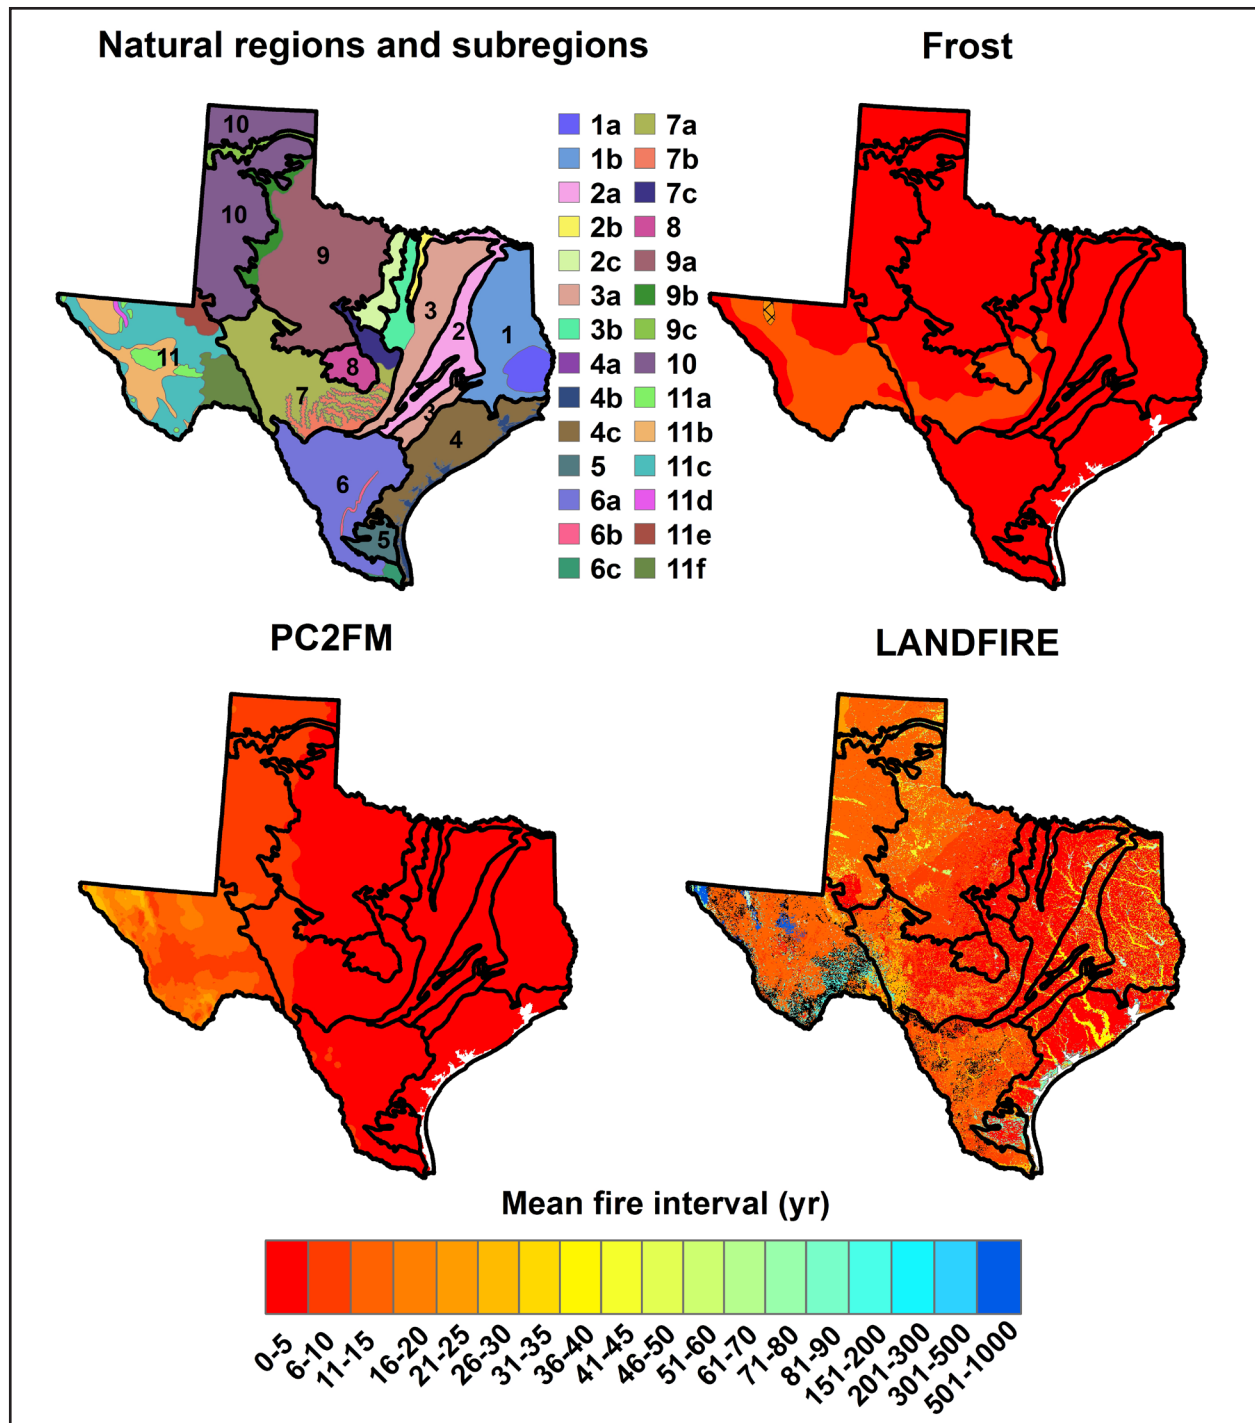 Natural regions and subregions
Frost
10
10
9
3
2
1
11
8
7
3
4
6
5
1a 7a
1b 7b
2a 7c
2b 8
2c 9a
3a 9b
3b 9c
4a 10
4b 11a
4c 11b
5 11c
6a 11d
6b 11e
6c 11f
PC2FM
LANDFIRE
Mean fire interval (yr)
0-5
6-10
11-15
16-20
21-25
26-30
31-35
36-40
41-45
46-50
51-60
61-70
71-80
81-90
151-200
201-300
301-500
501-1000